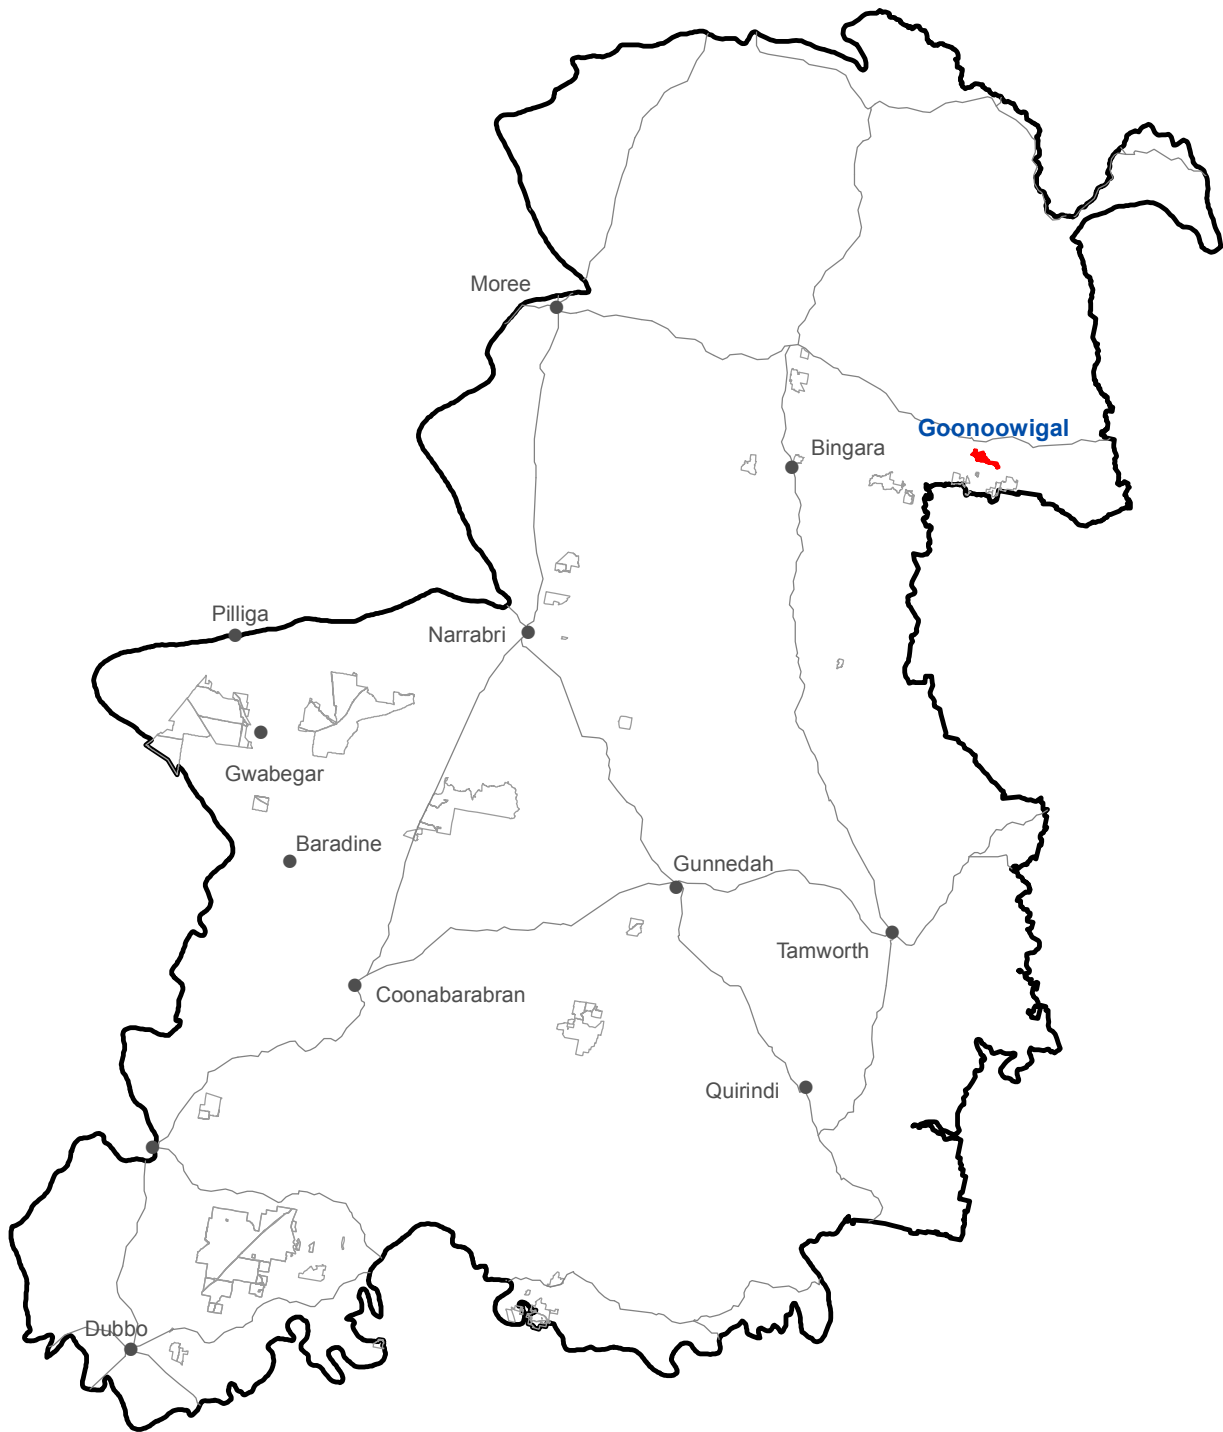 Moree
Goonoowigal
Bingara
Pilliga
Narrabri
Gwabegar
Baradine
Gunnedah
Tamworth
Coonabarabran
Quirindi
Dubbo